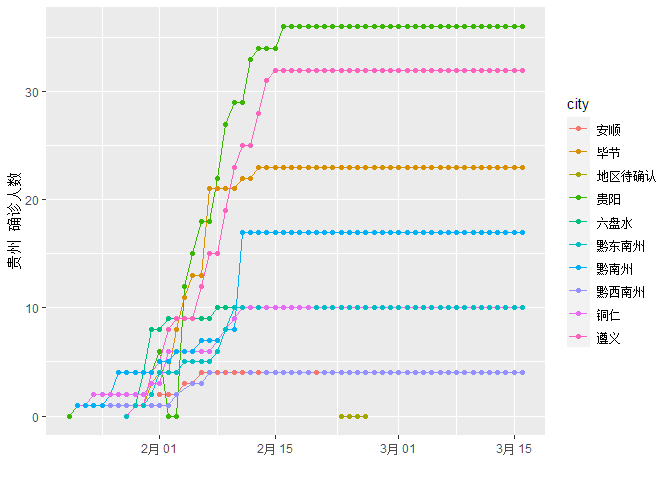 贵州 确诊人数
30
20
10
0
2月 01
2月 15
3月 01
3月 15
city
安顺
毕节
地区待确认
贵阳
六盘水
黔东南州
黔南州
黔西南州
铜仁
遵义